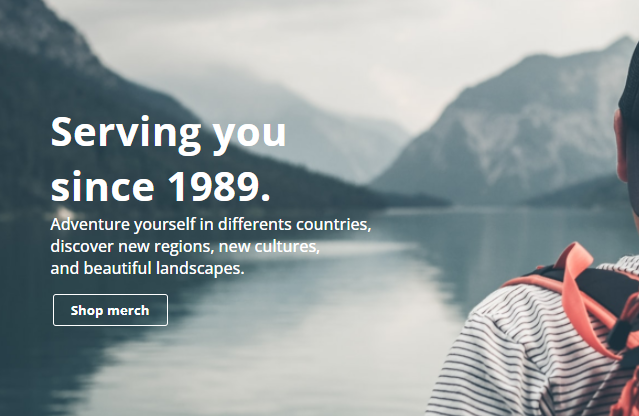 Serving you
since 1989.
Adventure yourself in differents countries,
discover new regions, new cultures,
and beautiful landscapes.
Shop merch